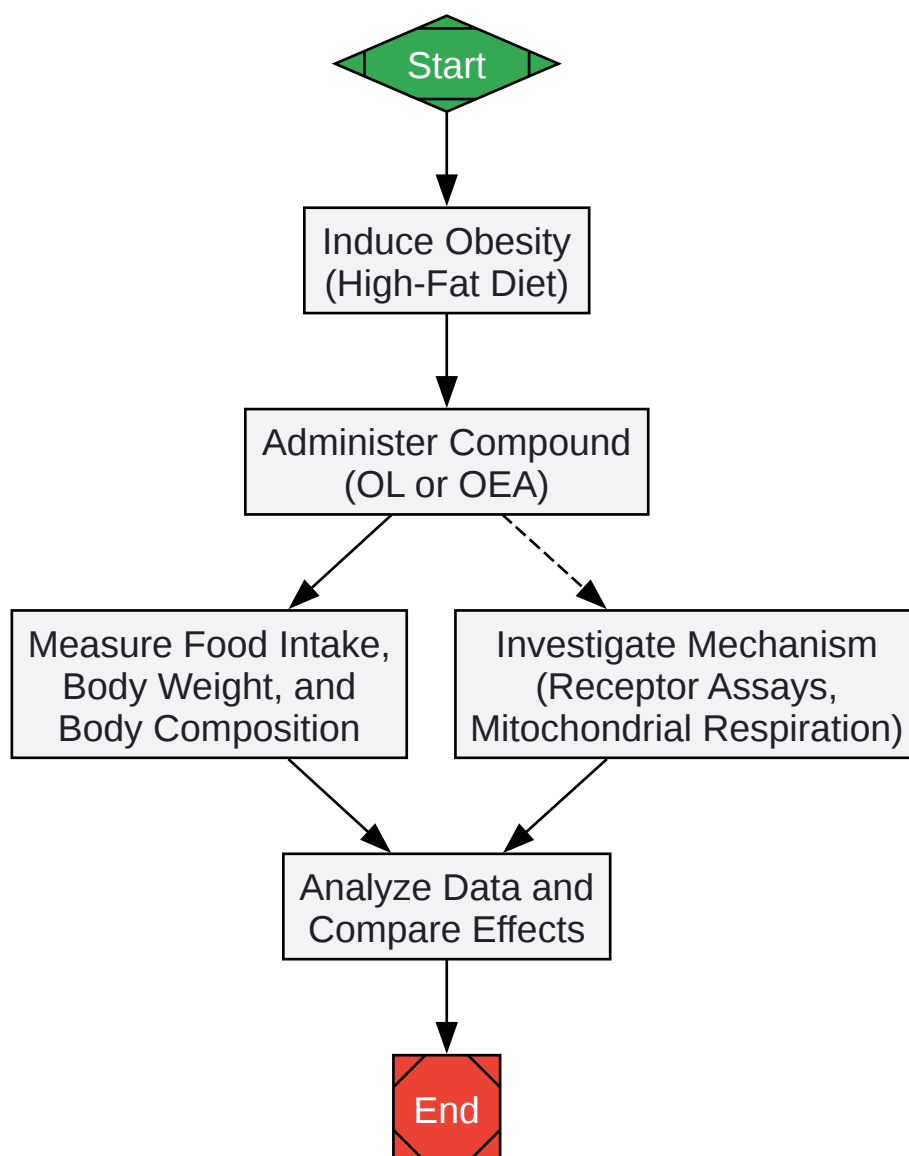 Start
Induce Obesity
(High-Fat Diet)
Administer Compound
(OL or OEA)
Measure Food Intake,
Body Weight, and
Body Composition
Investigate Mechanism
(Receptor Assays,
Mitochondrial Respiration)
Analyze Data and
Compare Effects
End